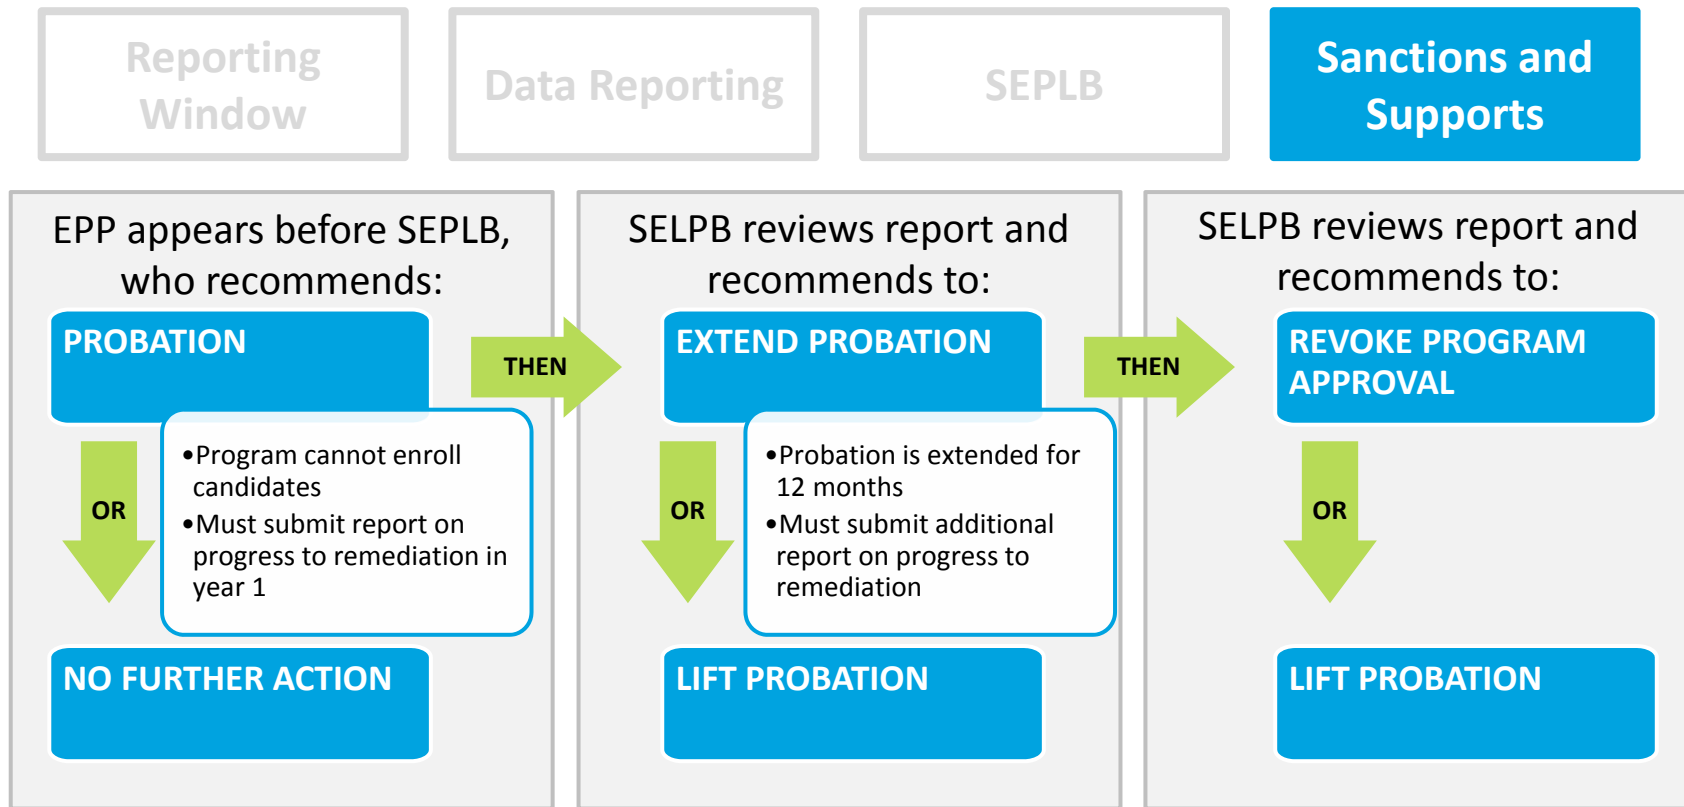 Reporting
Window
Data Reporting
SEPLB
Sanctions and
Supports
EPP appears before SEPLB,
who recommends:
PROBATION
•Program cannot enroll
candidates
•Must submit report on
progress to remediation in
year 1
OR
NO FURTHER ACTION
THEN
SELPB reviews report and
recommends to:
EXTEND PROBATION
•Probation is extended for
12 months
•Must submit additional
report on progress to
remediation
OR
LIFT PROBATION
THEN
SELPB reviews report and
recommends to:
REVOKE PROGRAM
APPROVAL
OR
LIFT PROBATION